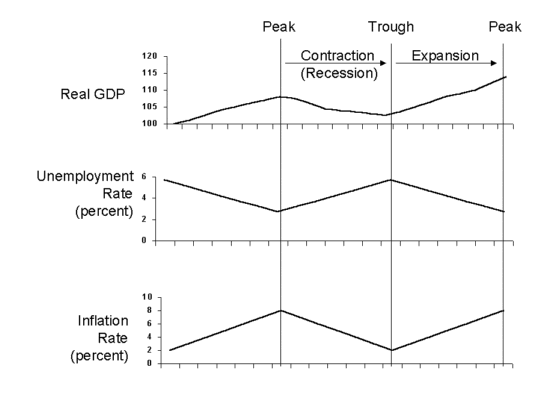 Peak Trough Peak
Contraction
(Recession)
Expansion
Real GDP
120
115
110
105
100
Unemployment
Rate
(percent)
6
4
2
0
Inflation
Rate
(percent)
10
8
6
4
2
0